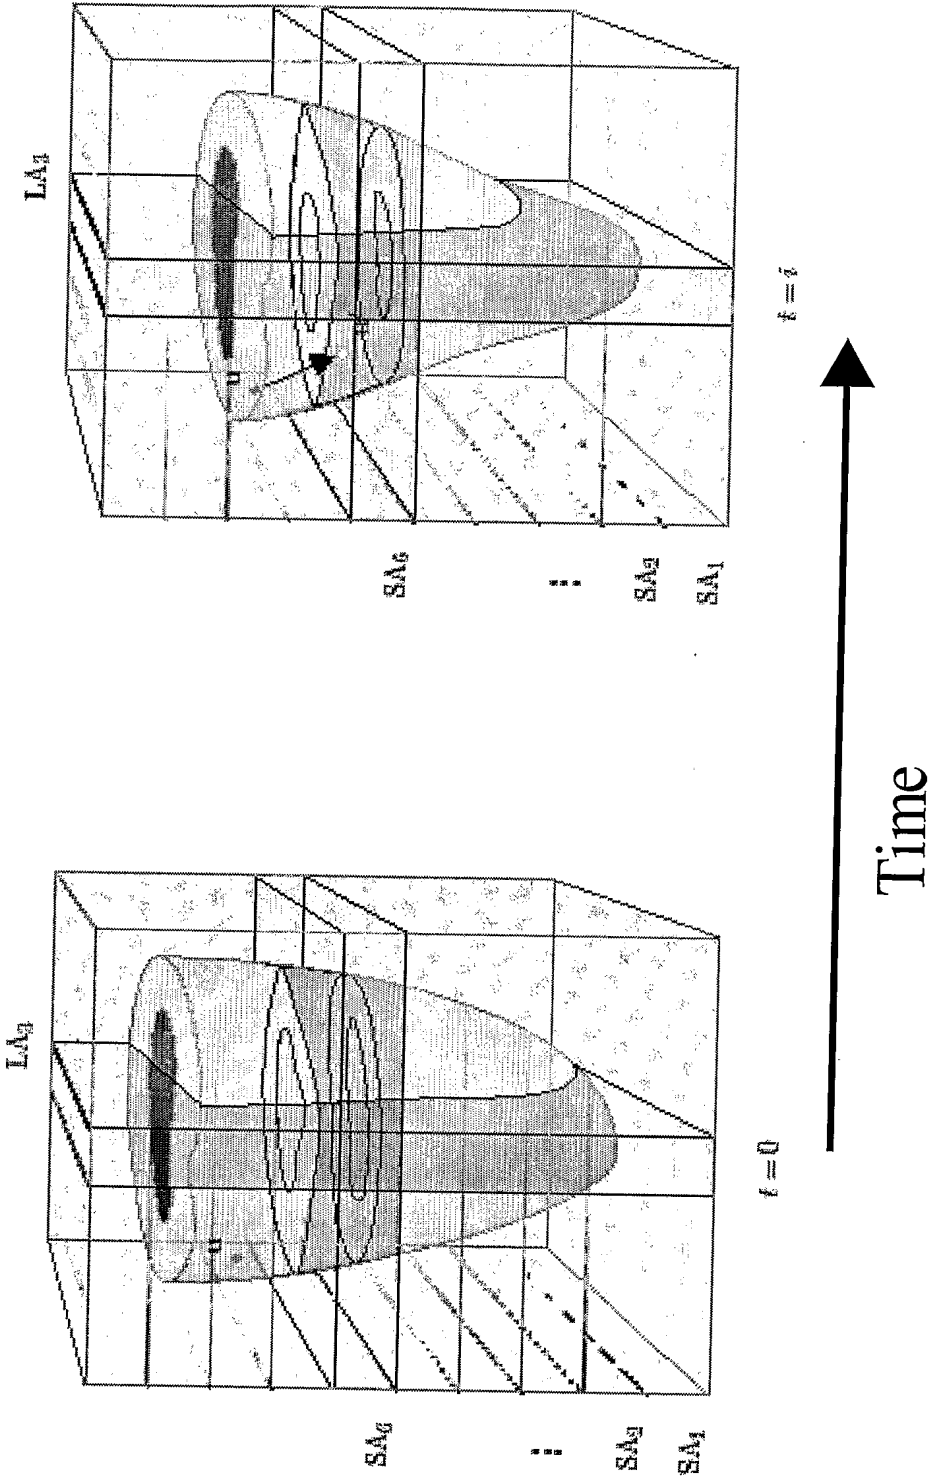 LA₃
SA₆
...
SA₂
SA₁
t = 0
LA₃
SA₆
...
SA₂
SA₁
t = i
Time